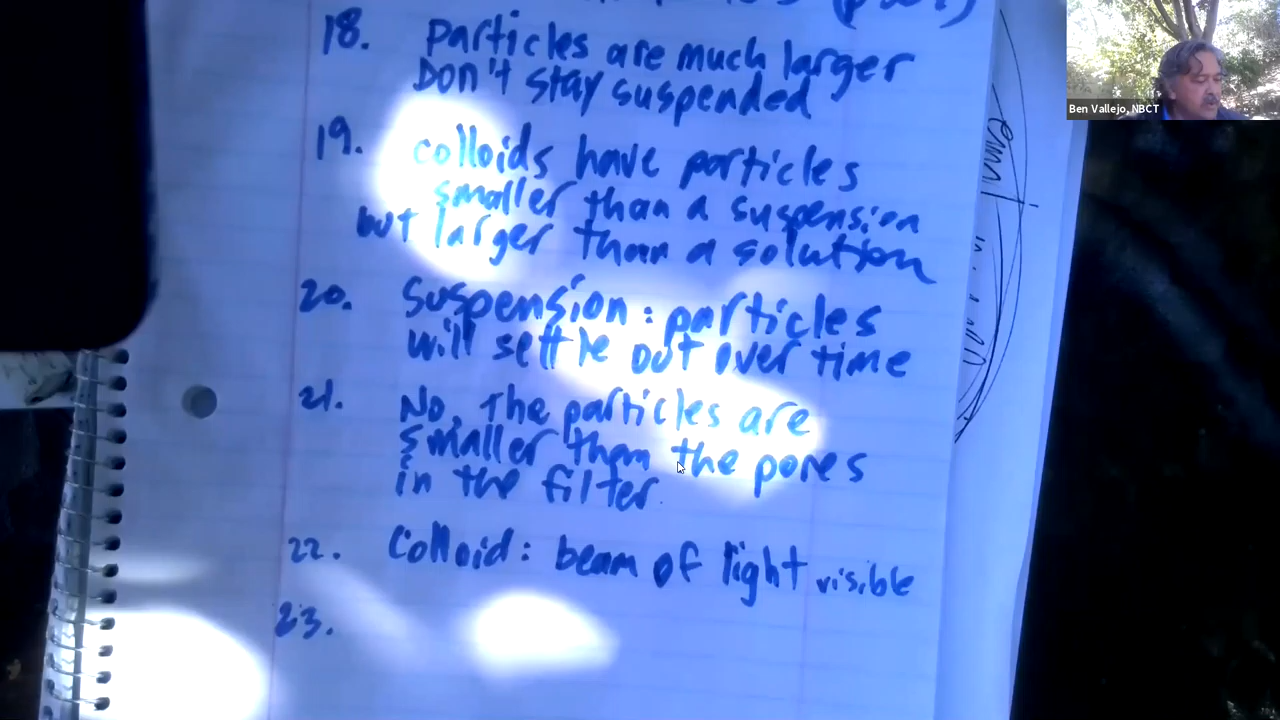 18. Particles are much larger
Don't stay suspended
19. colloids have particles
smaller than a suspension
but larger than a solution
20. Suspension: particles
will settle out over time
21. No, the particles are
smaller than the pores
in the filter.
22. Colloid: beam of light visible
23.
Ben Vallejo, NBCT